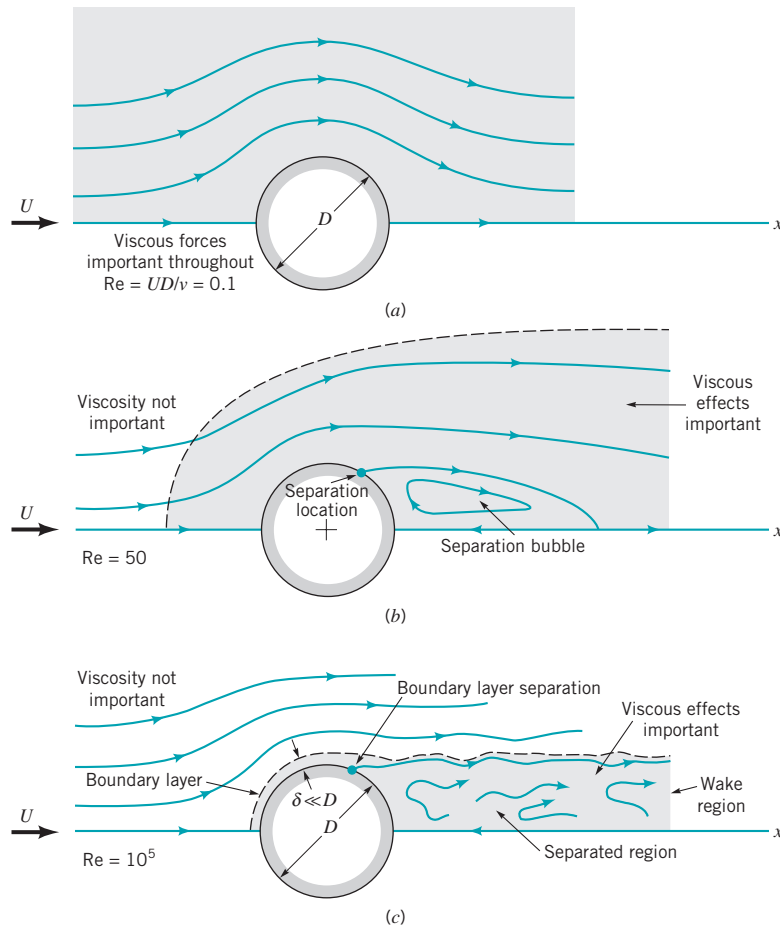 U
D
x
Viscous forces
important throughout
Re = UD/ν = 0.1
(a)
Viscosity not
important
Viscous
effects
important
Separation
location
U
x
Separation bubble
Re = 50
(b)
Viscosity not
important
Boundary layer separation
Viscous effects
important
Boundary layer
δ≪D
Wake
region
U
D
x
Separated region
Re = 10⁵
(c)